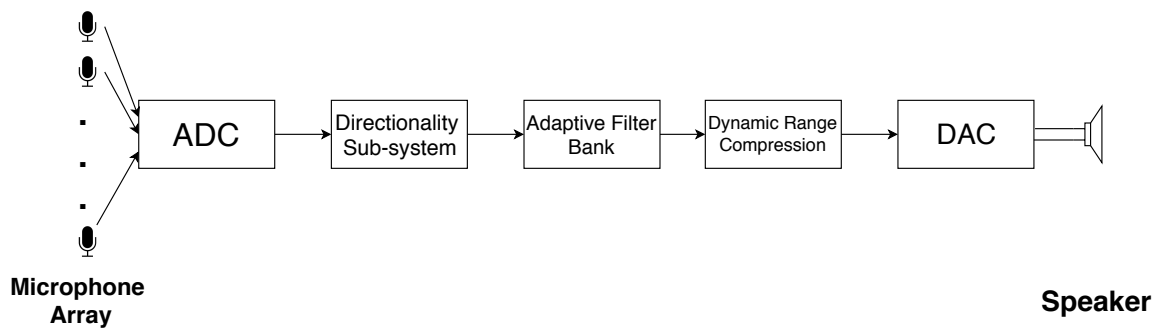 ADC
Directionality
Sub-system
Adaptive Filter
Bank
Dynamic Range
Compression
DAC
Microphone
Array
Speaker